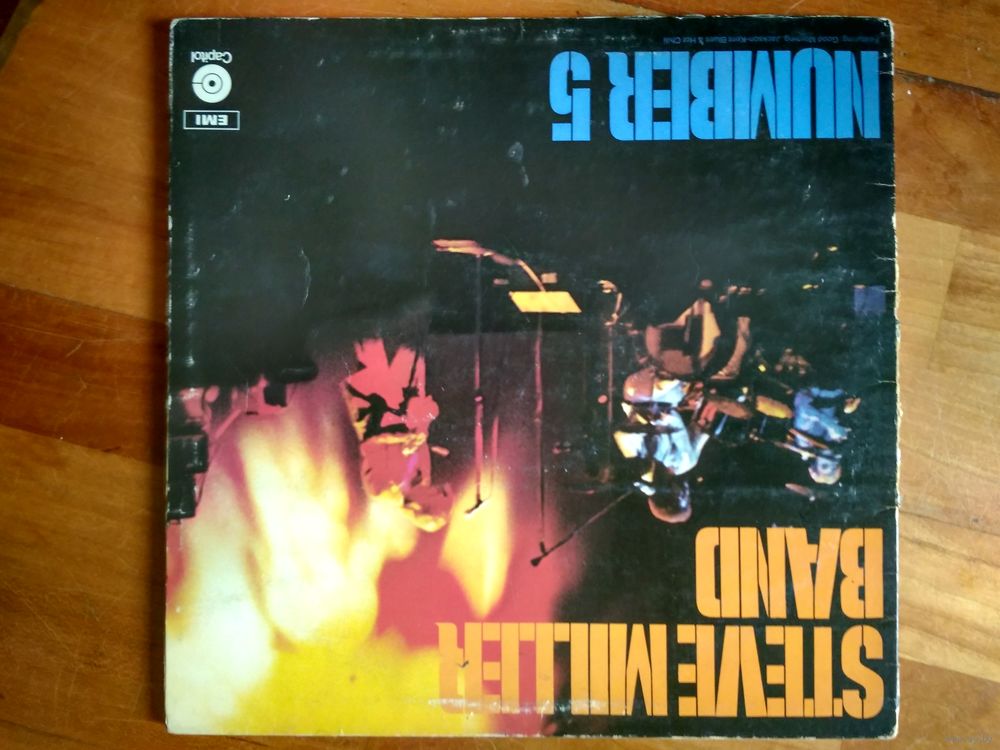 STEVE MILLER
BAND
NUMBER 5
Featuring Good Morning, Jackson-Kent Blues & Hot Chili
EMI
Capitol